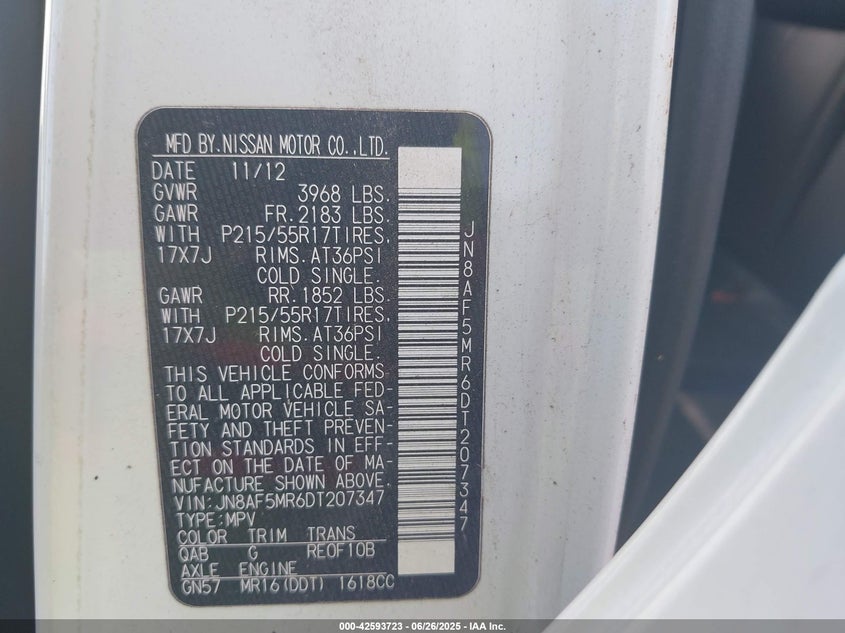 MFD BY.NISSAN MOTOR CO.,LTD.
DATE 11/12
GVWR 3968 LBS.
GAWR FR.2183 LBS.
WITH P215/55R17TIRES,
17X7J RIMS.AT36PSI
COLD SINGLE.
GAWR RR.1852 LBS.
WITH P215/55R17TIRES,
17X7J RIMS.AT36PSI
COLD SINGLE.
THIS VEHICLE CONFORMS
TO ALL APPLICABLE FED-
ERAL MOTOR VEHICLE SA-
FETY AND THEFT PREVEN-
TION STANDARDS IN EFF-
ECT ON THE DATE OF MA-
NUFACTURE SHOWN ABOVE.
VIN:JN8AF5MR6DT207347
TYPE:MPV
COLOR TRIM TRANS
QAB G RE0F10B
AXLE ENGINE
GN57 MR16(DDT) 1618CC
JN8AF5MR6DT207347
000-42593723 - 06/26/2025 - IAA Inc.